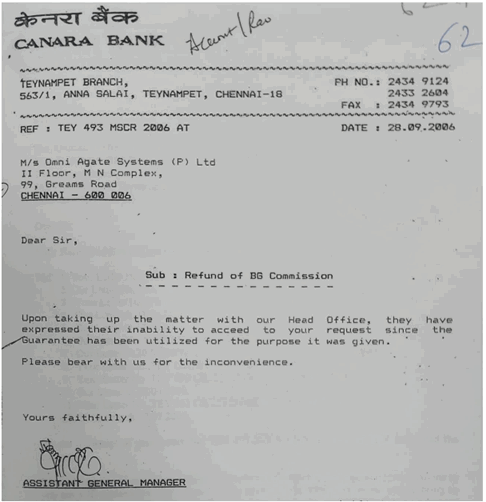 केनरा बैंक
CANARA BANK
62
TEYNAMPET BRANCH, PH NO.: 2434 9124
563/1, ANNA SALAI, TEYNAMPET, CHENNAI-18 2433 2604
FAX : 2434 9793
REF : TEY 493 MSCR 2006 AT DATE : 28.09.2006
M/s Omni Agate Systems (P) Ltd
II Floor, M N Complex,
99, Greams Road
CHENNAI - 600 006
Dear Sir,
Sub : Refund of BG Commission
Upon taking up the matter with our Head Office, they have
expressed their inability to acceed to your request since the
Guarantee has been utilized for the purpose it was given.
Please bear with us for the inconvenience.
Yours faithfully,
ASSISTANT GENERAL MANAGER